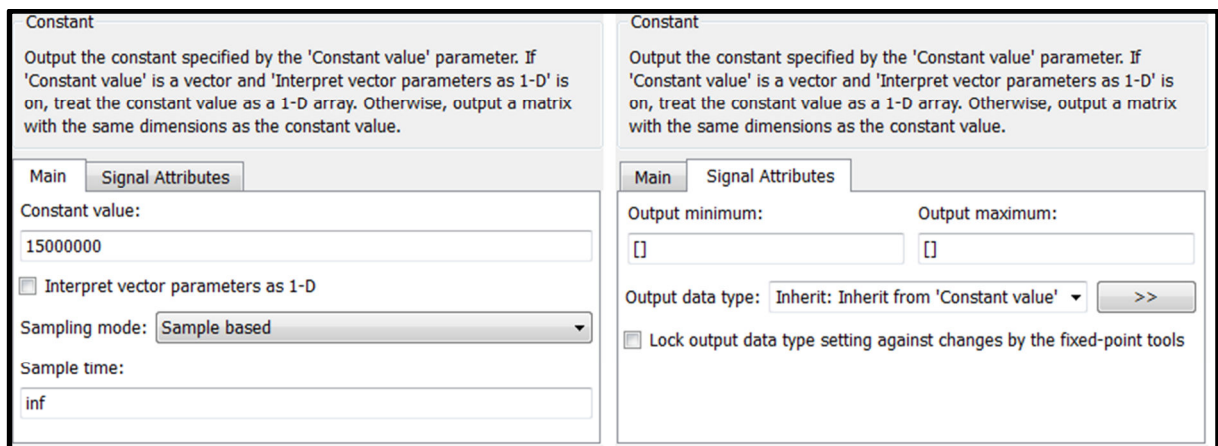 Constant
Output the constant specified by the 'Constant value' parameter. If
'Constant value' is a vector and 'Interpret vector parameters as 1-D' is
on, treat the constant value as a 1-D array. Otherwise, output a matrix
with the same dimensions as the constant value.
Main Signal Attributes
Constant value:
15000000
Interpret vector parameters as 1-D
Sampling mode: Sample based
Sample time:
inf
Constant
Output the constant specified by the 'Constant value' parameter. If
'Constant value' is a vector and 'Interpret vector parameters as 1-D' is
on, treat the constant value as a 1-D array. Otherwise, output a matrix
with the same dimensions as the constant value.
Main Signal Attributes
Output minimum: Output maximum:
[] []
Output data type: Inherit: Inherit from 'Constant value' >>
Lock output data type setting against changes by the fixed-point tools